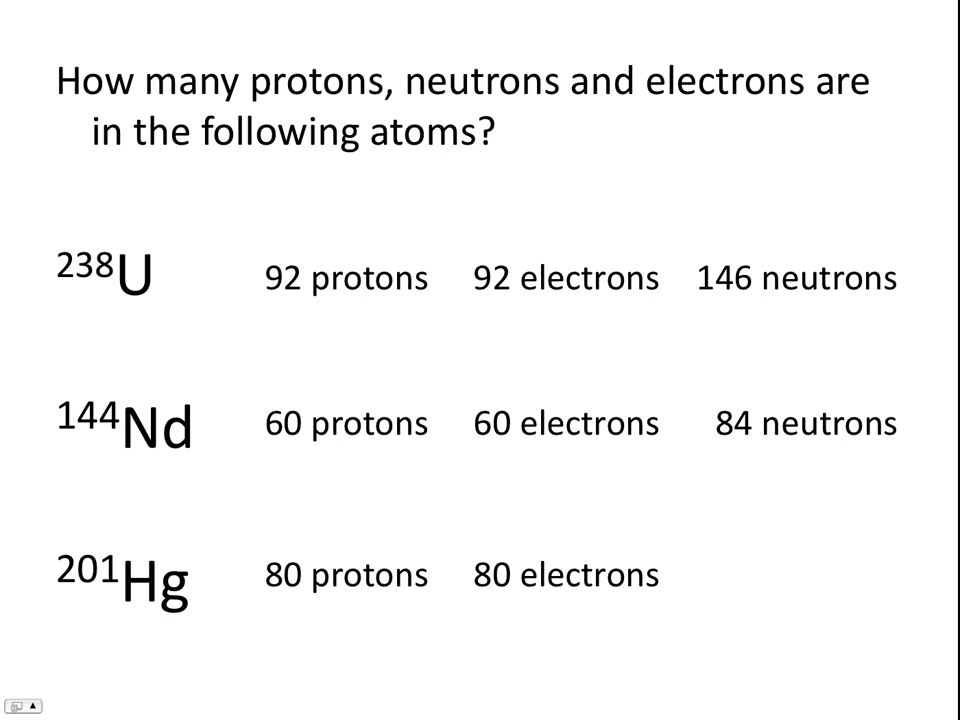 How many protons, neutrons and electrons are
in the following atoms?
²³⁸U 92 protons 92 electrons 146 neutrons
¹⁴⁴Nd 60 protons 60 electrons 84 neutrons
²⁰¹Hg 80 protons 80 electrons